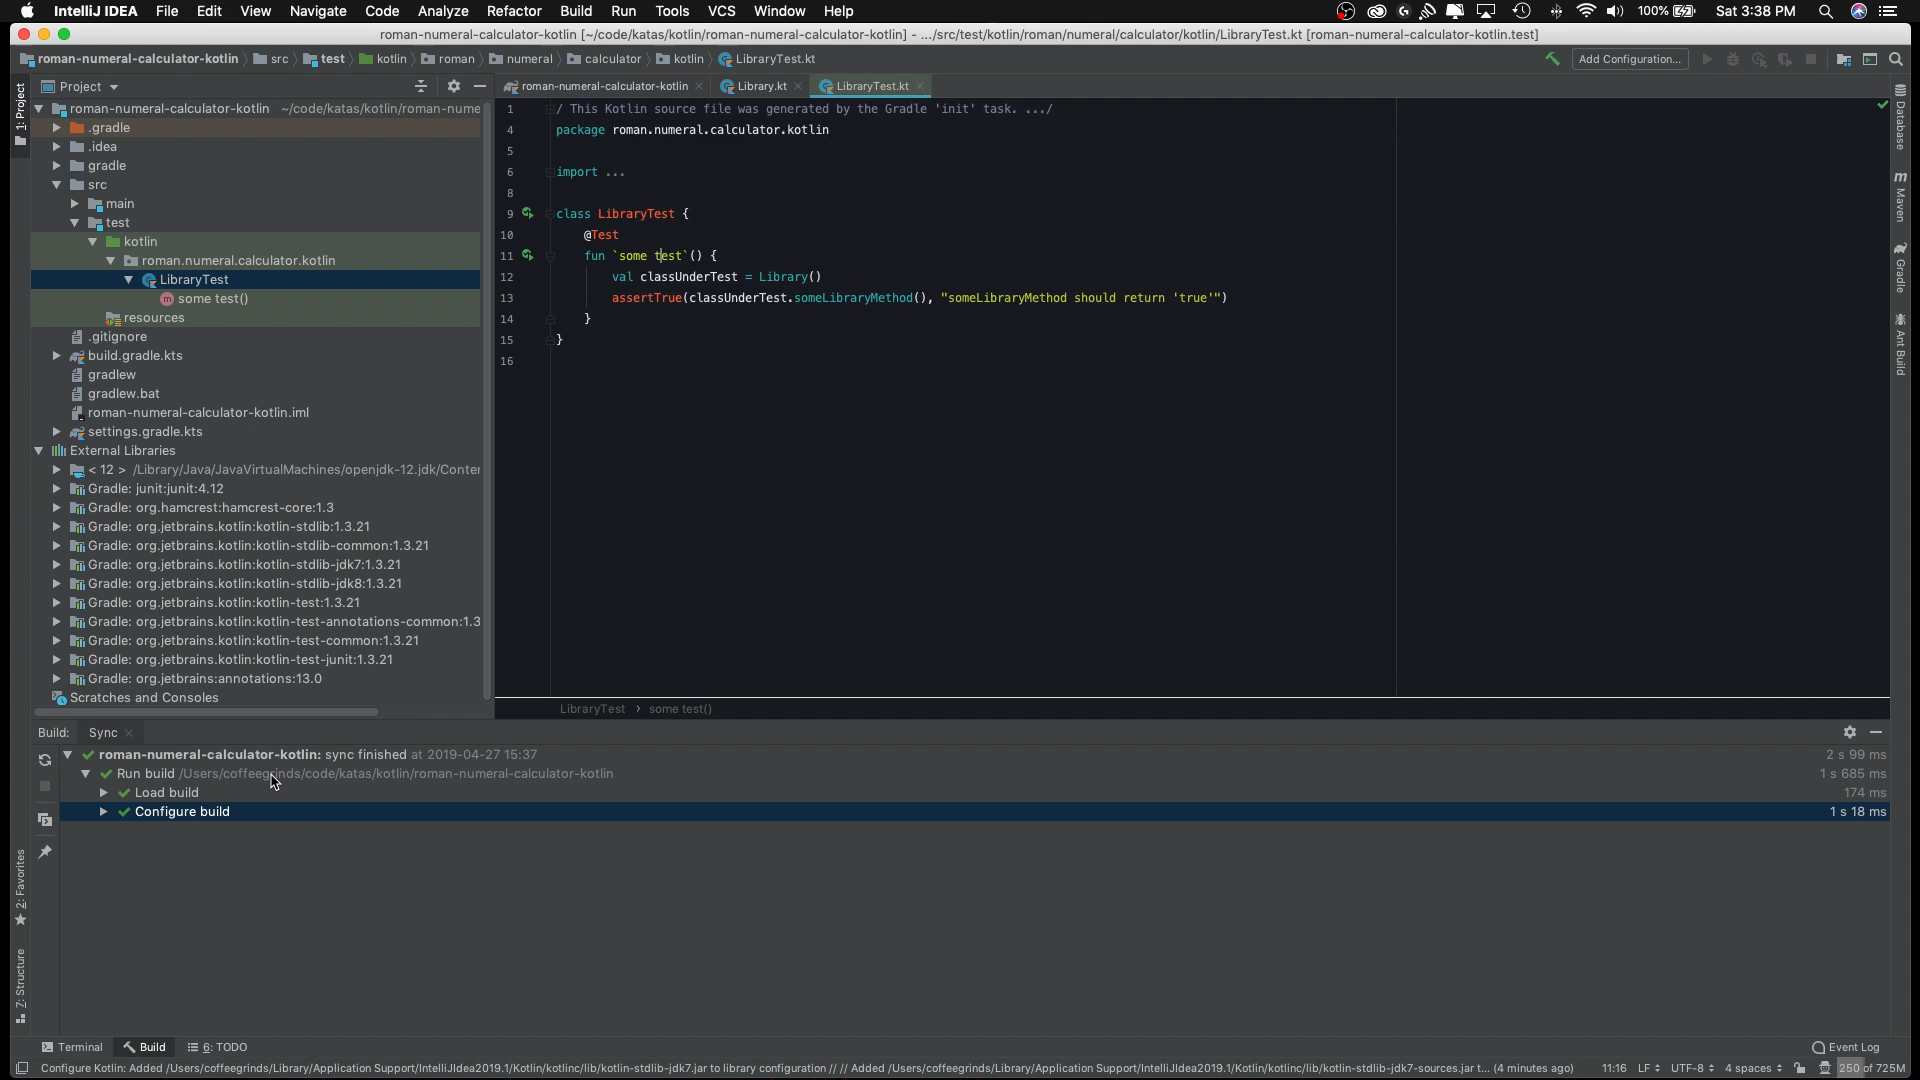 IntelliJ IDEA File Edit View Navigate Code Analyze Refactor Build Run Tools VCS Window Help 100% Sat 3:38 PM
roman-numeral-calculator-kotlin [~/code/katas/kotlin/roman-numeral-calculator-kotlin] - .../src/test/kotlin/roman/numeral/calculator/kotlin/LibraryTest.kt [roman-numeral-calculator-kotlin.test]
roman-numeral-calculator-kotlin src test kotlin roman numeral calculator kotlin LibraryTest.kt Add Configuration...
1: Project
Project
roman-numeral-calculator-kotlin Library.kt LibraryTest.kt
roman-numeral-calculator-kotlin ~/code/katas/kotlin/roman-nume
.gradle
.idea
gradle
src
main
test
kotlin
roman.numeral.calculator.kotlin
LibraryTest
some test()
resources
.gitignore
build.gradle.kts
gradlew
gradlew.bat
roman-numeral-calculator-kotlin.iml
settings.gradle.kts
External Libraries
< 12 > /Library/Java/JavaVirtualMachines/openjdk-12.jdk/Conter
Gradle: junit:junit:4.12
Gradle: org.hamcrest:hamcrest-core:1.3
Gradle: org.jetbrains.kotlin:kotlin-stdlib:1.3.21
Gradle: org.jetbrains.kotlin:kotlin-stdlib-common:1.3.21
Gradle: org.jetbrains.kotlin:kotlin-stdlib-jdk7:1.3.21
Gradle: org.jetbrains.kotlin:kotlin-stdlib-jdk8:1.3.21
Gradle: org.jetbrains.kotlin:kotlin-test:1.3.21
Gradle: org.jetbrains.kotlin:kotlin-test-annotations-common:1.3
Gradle: org.jetbrains.kotlin:kotlin-test-common:1.3.21
Gradle: org.jetbrains.kotlin:kotlin-test-junit:1.3.21
Gradle: org.jetbrains:annotations:13.0
Scratches and Consoles
1 / This Kotlin source file was generated by the Gradle 'init' task. .../
4 package roman.numeral.calculator.kotlin
5
6 import ...
8
9 class LibraryTest {
10 @Test
11 fun `some test`() {
12 val classUnderTest = Library()
13 assertTrue(classUnderTest.someLibraryMethod(), "someLibraryMethod should return 'true'")
14 }
15 }
16
LibraryTest › some test()
Database
m Maven
Gradle
Ant Build
Build: Sync
roman-numeral-calculator-kotlin: sync finished at 2019-04-27 15:37 2 s 99 ms
Run build /Users/coffeegrinds/code/katas/kotlin/roman-numeral-calculator-kotlin 1 s 685 ms
Load build 174 ms
Configure build 1 s 18 ms
2: Favorites
7: Structure
Terminal Build 6: TODO Event Log
Configure Kotlin: Added /Users/coffeegrinds/Library/Application Support/IntelliJIdea2019.1/Kotlin/kotlinc/lib/kotlin-stdlib-jdk7.jar to library configuration // // Added /Users/coffeegrinds/Library/Application Support/IntelliJIdea2019.1/Kotlin/kotlinc/lib/kotlin-stdlib-jdk7-sources.jar t... (4 minutes ago) 11:16 LF UTF-8 4 spaces 250 of 725M